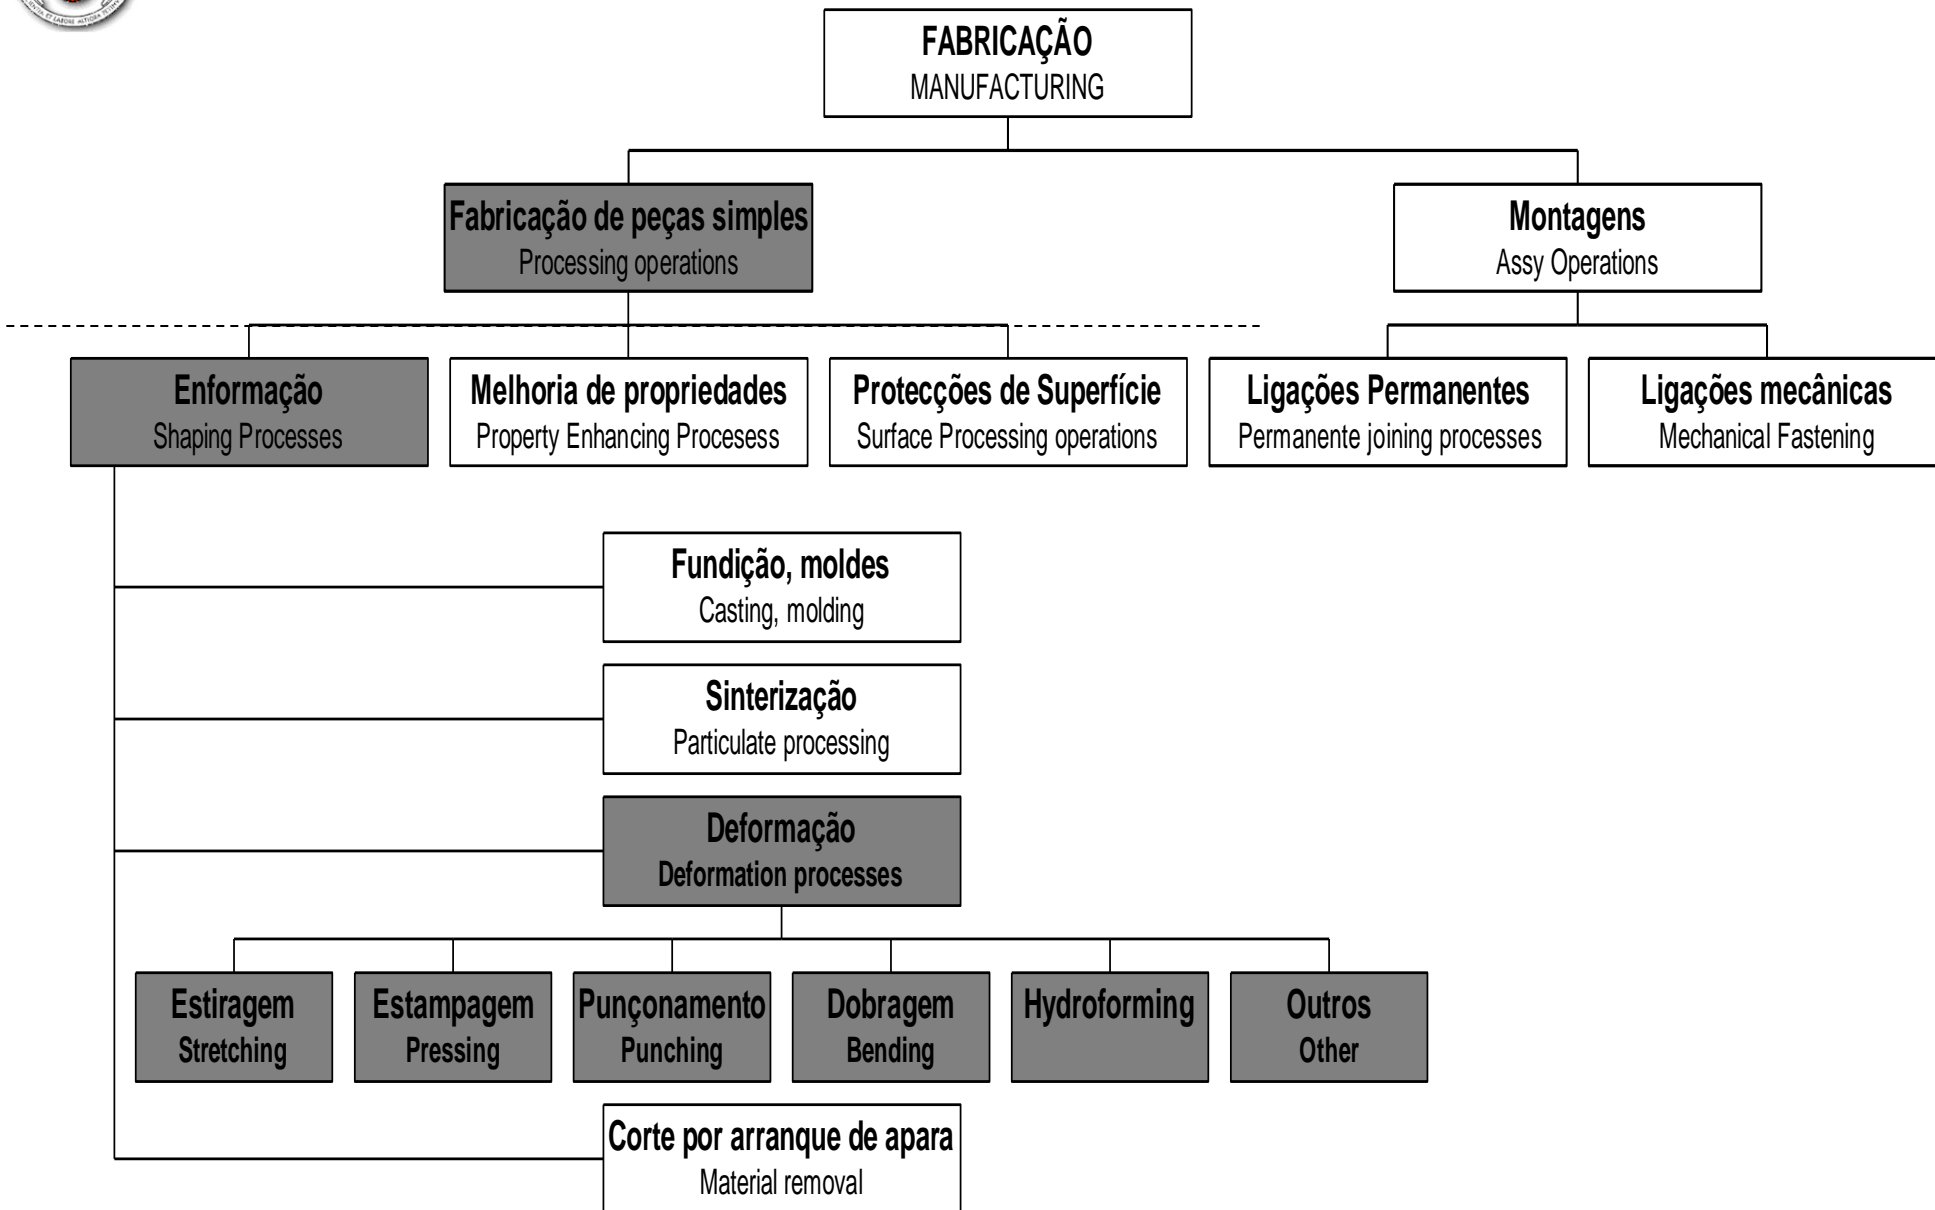 ET LABORE ALTIORA
FABRICAÇÃO
MANUFACTURING
Fabricação de peças simples
Processing operations
Montagens
Assy Operations
Enformação
Shaping Processes
Melhoria de propriedades
Property Enhancing Procesess
Protecções de Superfície
Surface Processing operations
Ligações Permanentes
Permanente joining processes
Ligações mecânicas
Mechanical Fastening
Fundição, moldes
Casting, molding
Sinterização
Particulate processing
Deformação
Deformation processes
Estiragem
Stretching
Estampagem
Pressing
Punçonamento
Punching
Dobragem
Bending
Hydroforming
Outros
Other
Corte por arranque de apara
Material removal